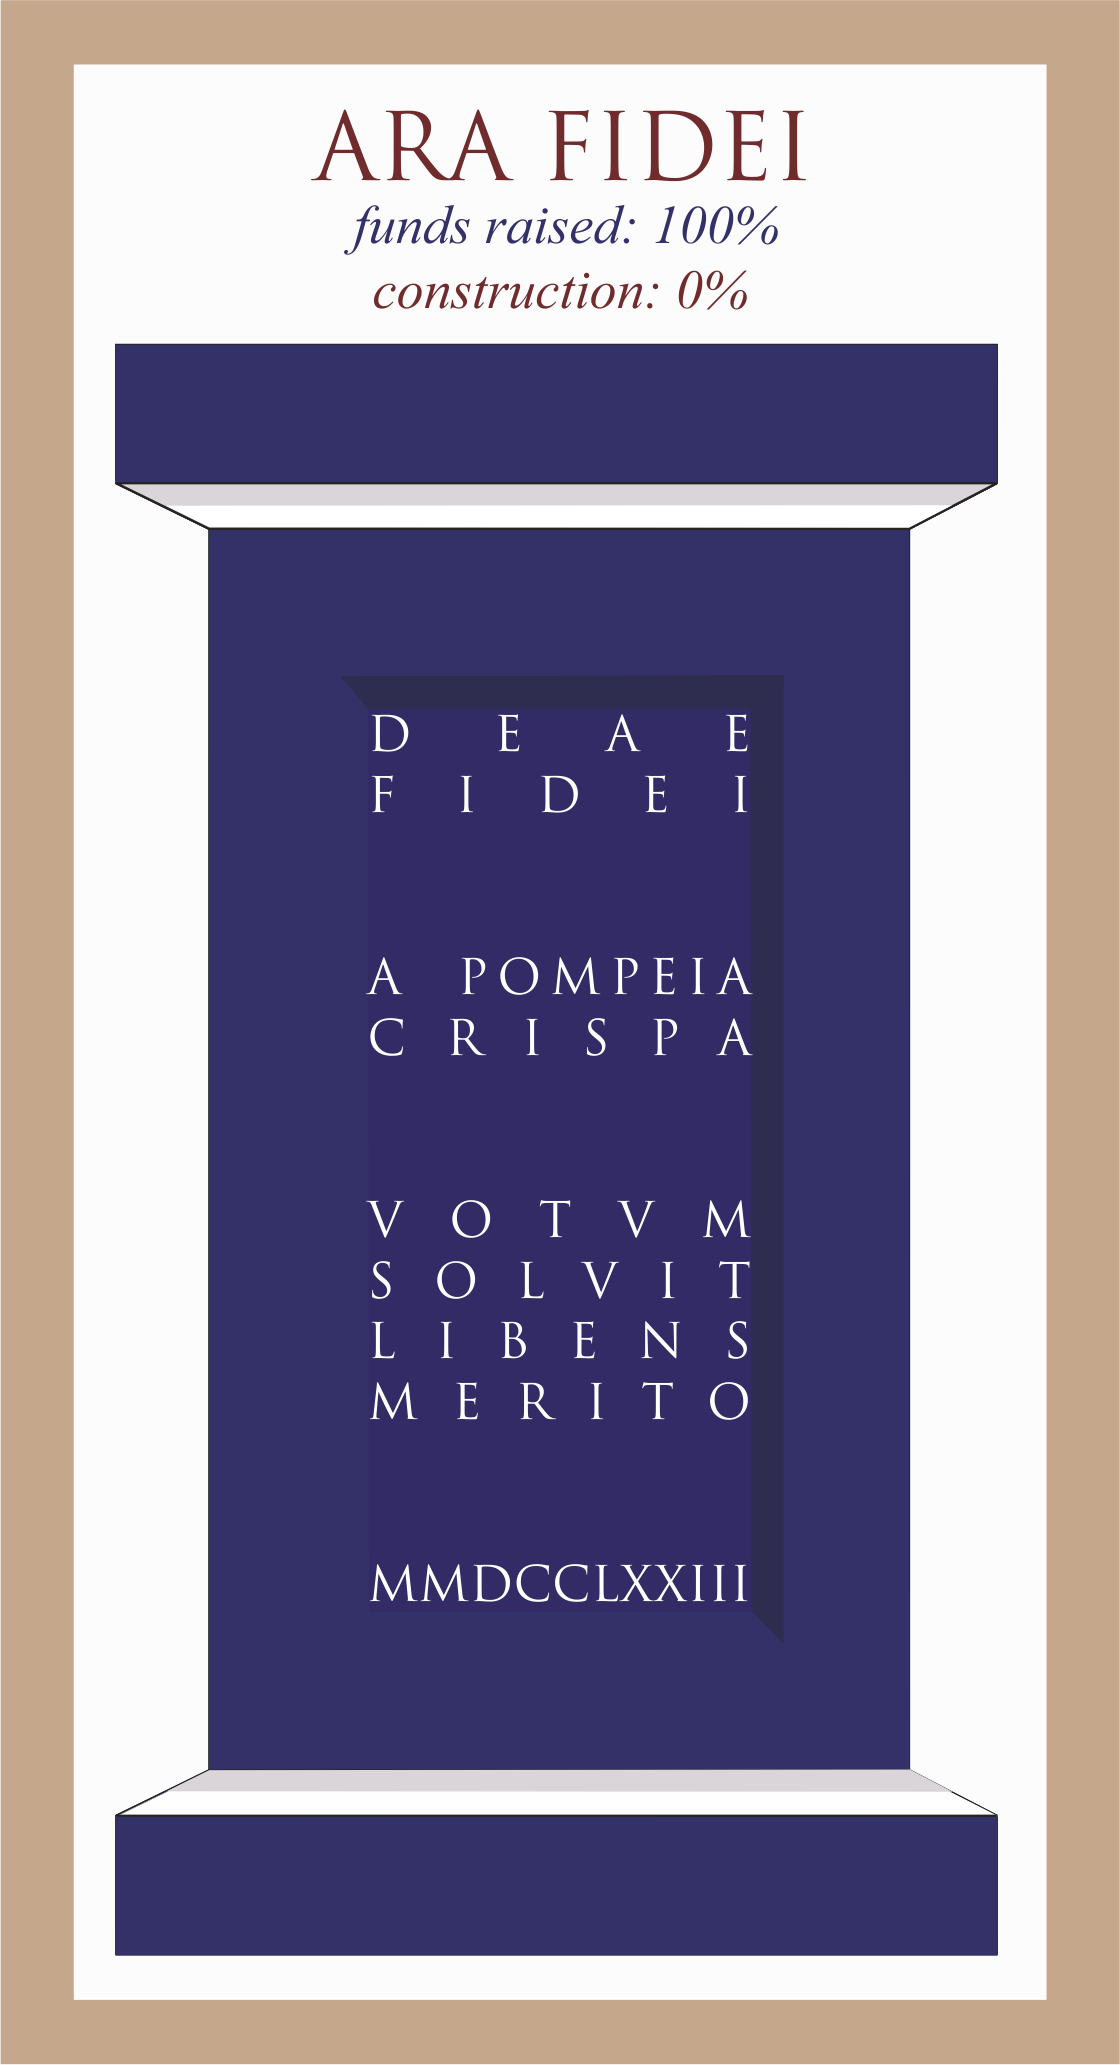 ARA FIDEI
funds raised: 100%
construction: 0%
DEAE
FIDEI
A POMPEIA
CRISPA
VOTVM
SOLVIT
LIBENS
MERITO
MMDCCLXXIII